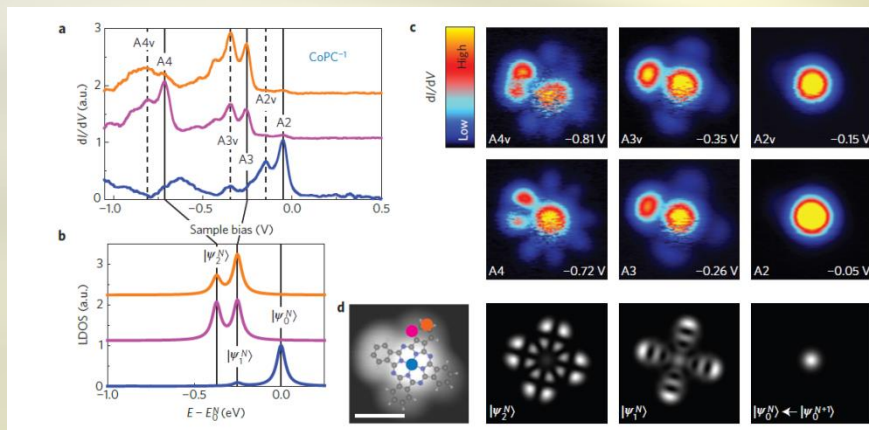 a
3
2
1
0
dI/dV (a.u.)
A4v
A4
CoPC⁻¹
A2v
A2
A3v
A3
-1.0
-0.5
0.0
0.5
Sample bias (V)
b
3
2
1
0
LDOS (a.u.)
|ψ₂ᴺ⟩
|ψ₁ᴺ⟩
|ψ₀ᴺ⟩
-1.0
-0.5
0.0
E − E₀ᴺ (eV)
c
dI/dV
High
Low
A4v −0.81 V
A3v −0.35 V
A2v −0.15 V
A4 −0.72 V
A3 −0.26 V
A2 −0.05 V
d
|ψ₂ᴺ⟩
|ψ₁ᴺ⟩
|ψ₀ᴺ⟩ ← |ψ₀ᴺ⁺¹⟩